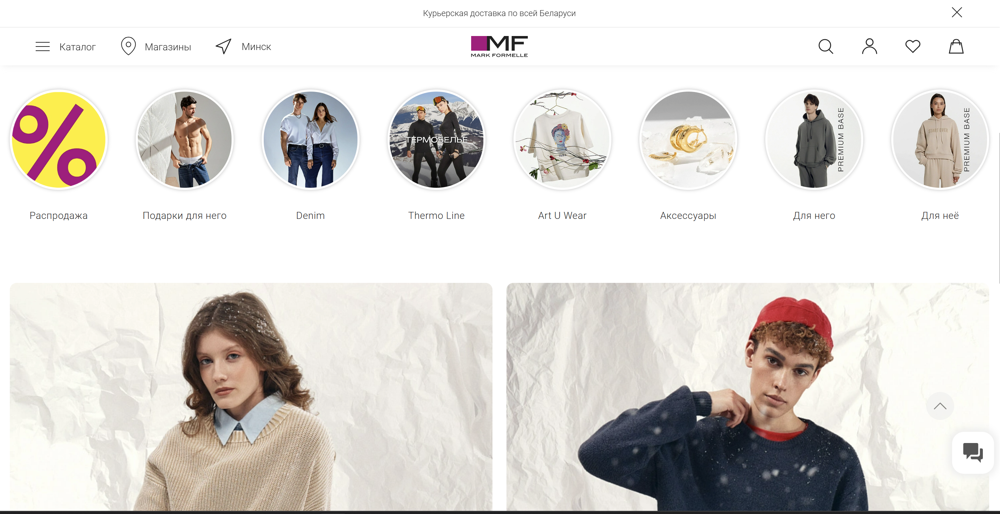 Курьерская доставка по всей Беларуси
Каталог
Магазины
Минск
MF
MARK FORMELLE
%
ТЕРМОБЕЛЬЕ
FRIDA
PREMIUM BASE
START OVER
PREMIUM BASE
Распродажа
Подарки для него
Denim
Thermo Line
Art U Wear
Аксессуары
Для него
Для неё